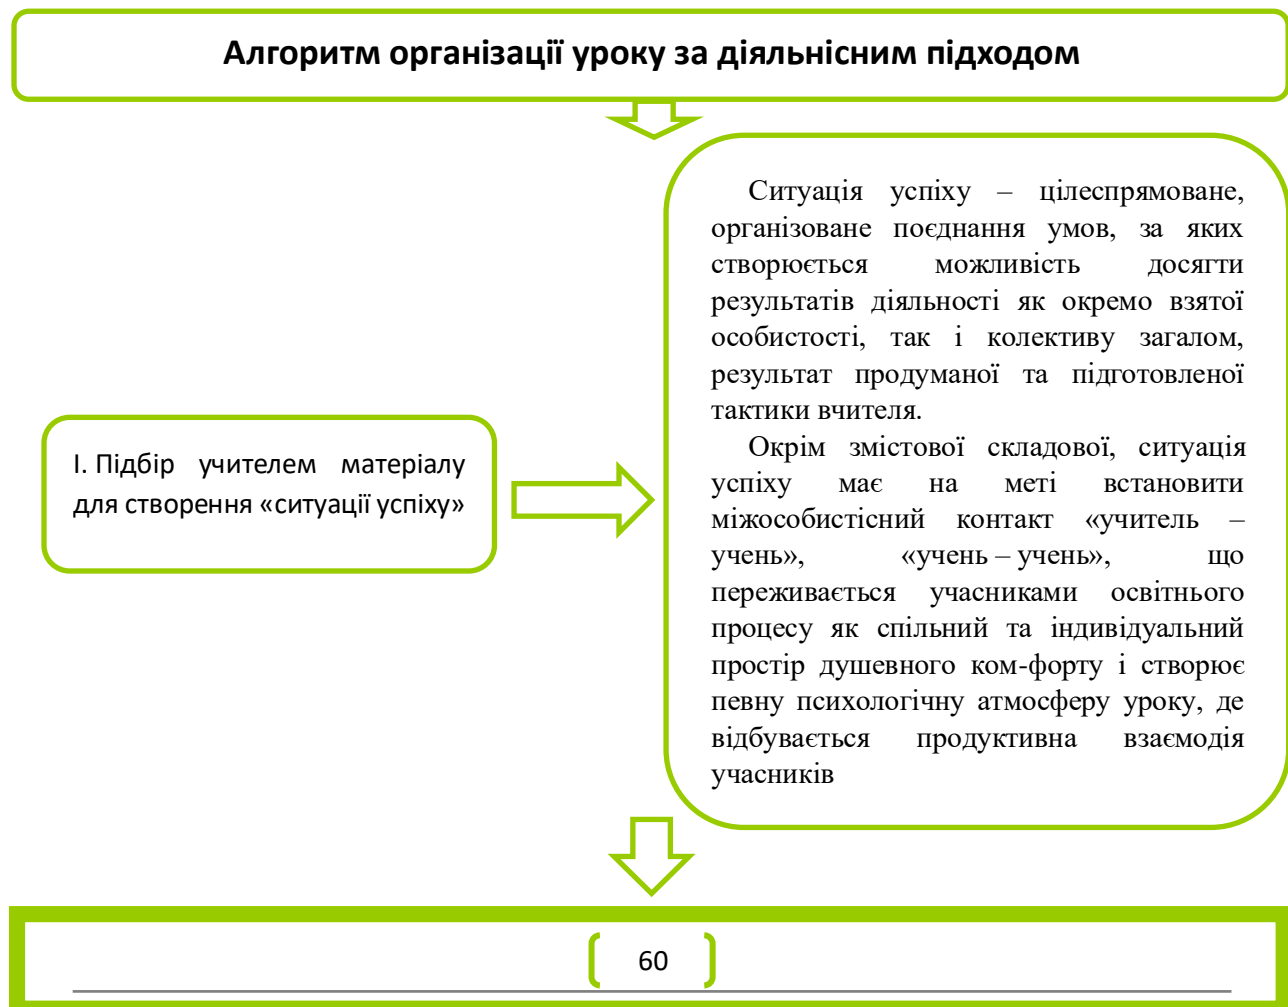 Алгоритм організації уроку за діяльнісним підходом
І. Підбір учителем матеріалу
для створення «ситуації успіху»
Ситуація успіху – цілеспрямоване,
організоване поєднання умов, за яких
створюється можливість досягти
результатів діяльності як окремо взятої
особистості, так і колективу загалом,
результат продуманої та підготовленої
тактики вчителя.
Окрім змістової складової, ситуація
успіху має на меті встановити
міжособистісний контакт «учитель –
учень», «учень – учень», що
переживається учасниками освітнього
процесу як спільний та індивідуальний
простір душевного ком-форту і створює
певну психологічну атмосферу уроку, де
відбувається продуктивна взаємодія
учасників
60